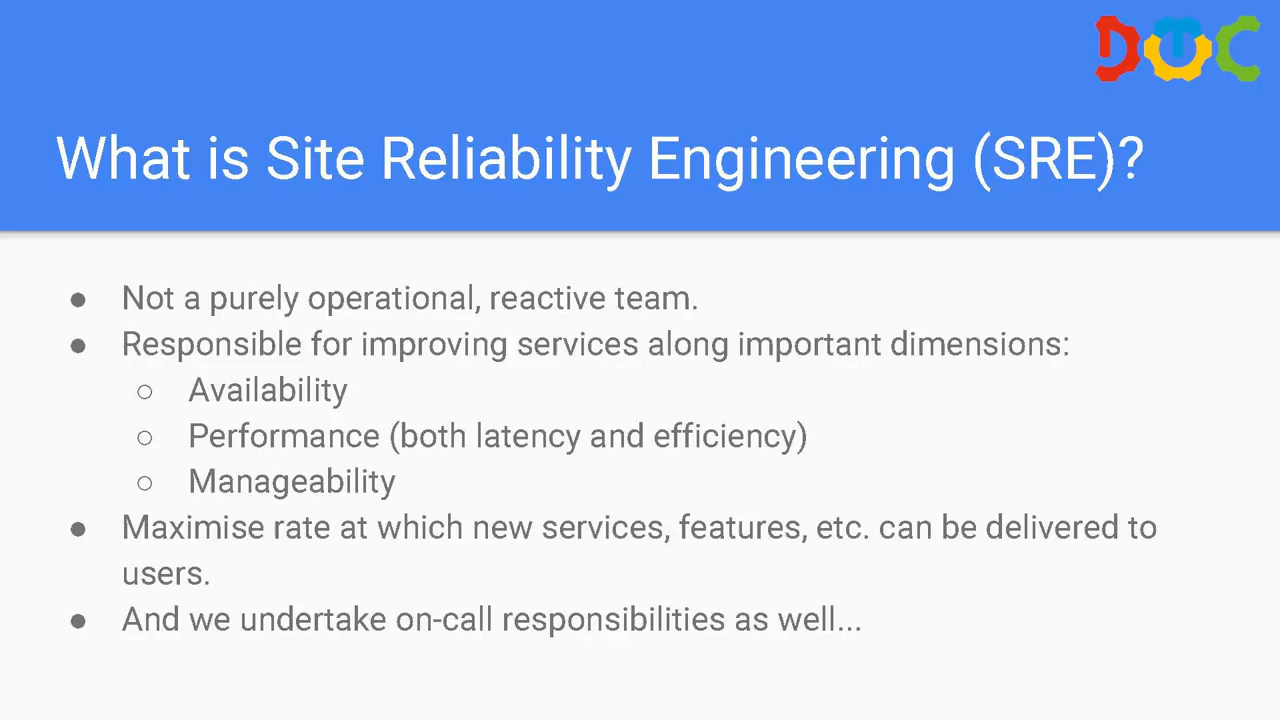 DTC
What is Site Reliability Engineering (SRE)?
● Not a purely operational, reactive team.
● Responsible for improving services along important dimensions:
○ Availability
○ Performance (both latency and efficiency)
○ Manageability
● Maximise rate at which new services, features, etc. can be delivered to
users.
● And we undertake on-call responsibilities as well...